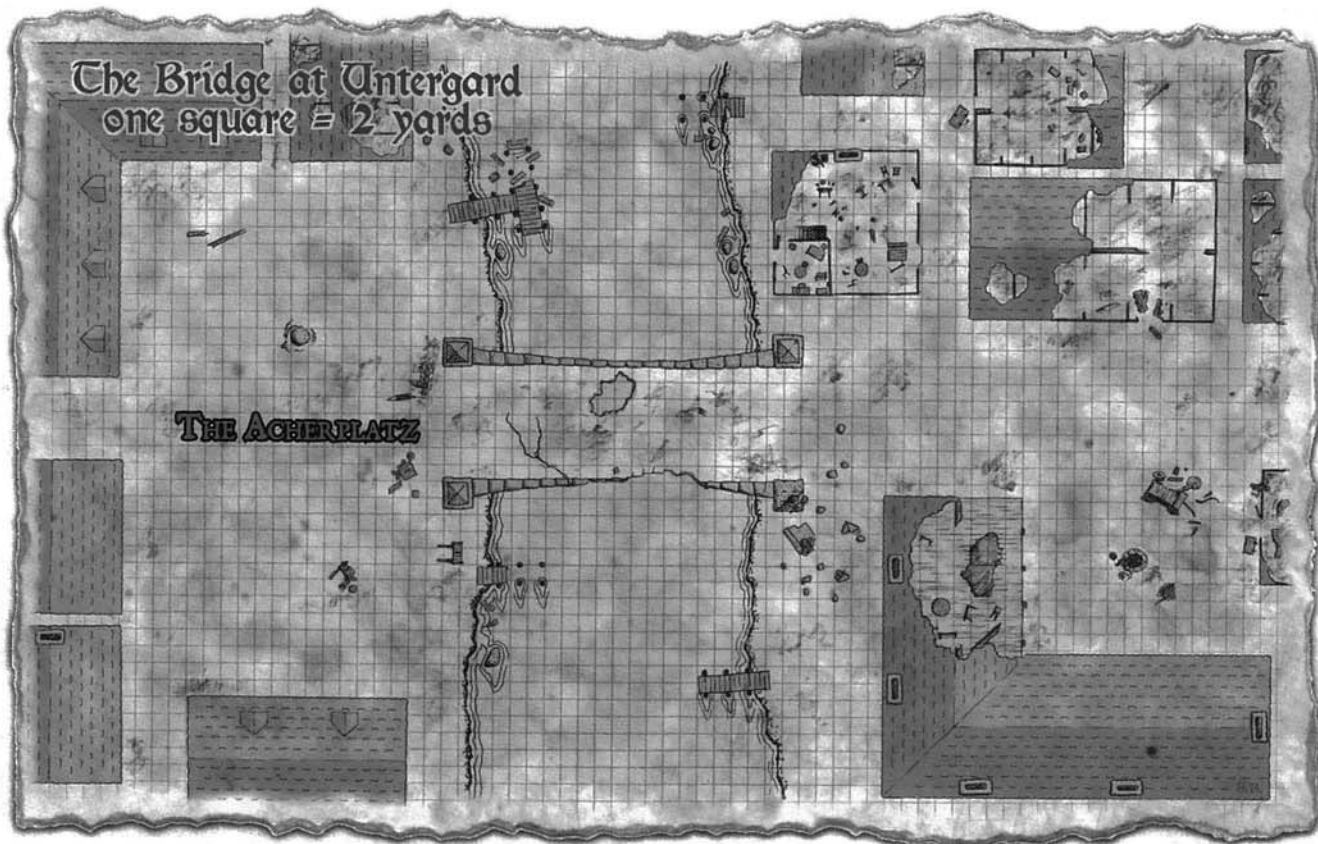 The Bridge at Untergard
one square = 2 yards
THE ACHERPLATZ